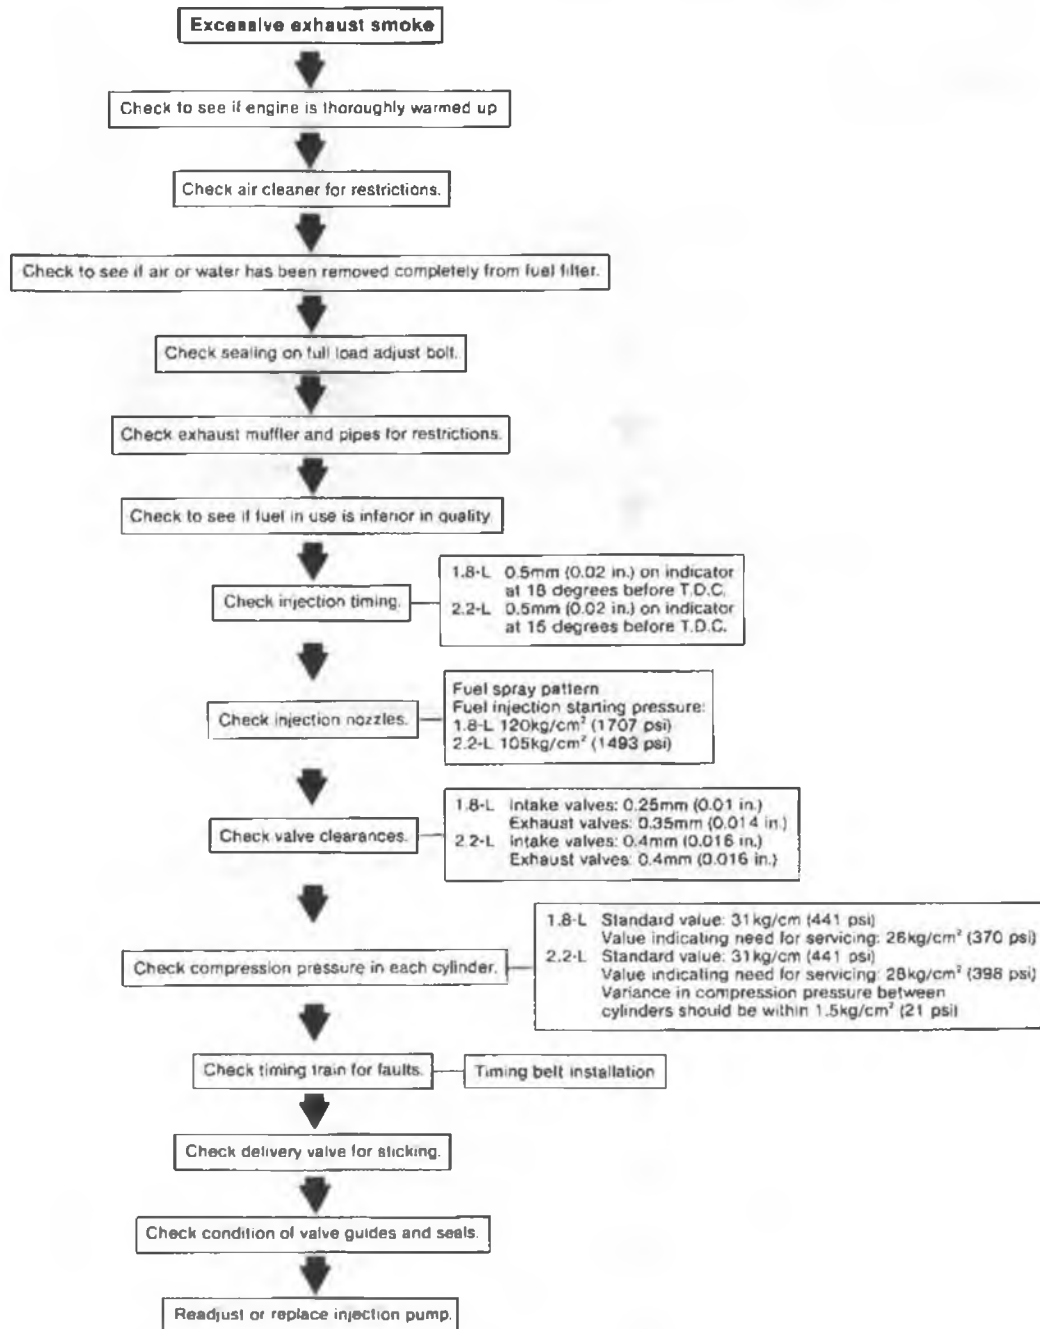 Excessive exhaust smoke
Check to see if engine is thoroughly warmed up
Check air cleaner for restrictions.
Check to see if air or water has been removed completely from fuel filter.
Check sealing on full load adjust bolt.
Check exhaust muffler and pipes for restrictions.
Check to see if fuel in use is inferior in quality
Check injection timing.
1.8-L 0.5mm (0.02 in.) on indicator
at 18 degrees before T.D.C.
2.2-L 0.5mm (0.02 in.) on indicator
at 15 degrees before T.D.C.
Check injection nozzles.
Fuel spray pattern
Fuel injection starting pressure:
1.8-L 120kg/cm² (1707 psi)
2.2-L 105kg/cm² (1493 psi)
Check valve clearances.
1.8-L Intake valves: 0.25mm (0.01 in.)
Exhaust valves: 0.35mm (0.014 in.)
2.2-L Intake valves: 0.4mm (0.016 in.)
Exhaust valves: 0.4mm (0.016 in.)
Check compression pressure in each cylinder.
1.8-L Standard value: 31kg/cm (441 psi)
Value indicating need for servicing: 26kg/cm² (370 psi)
2.2-L Standard value: 31kg/cm (441 psi)
Value indicating need for servicing: 28kg/cm² (398 psi)
Variance in compression pressure between
cylinders should be within 1.5kg/cm² (21 psi)
Check timing train for faults.
Timing belt installation
Check delivery valve for sticking.
Check condition of valve guides and seals.
Readjust or replace injection pump.